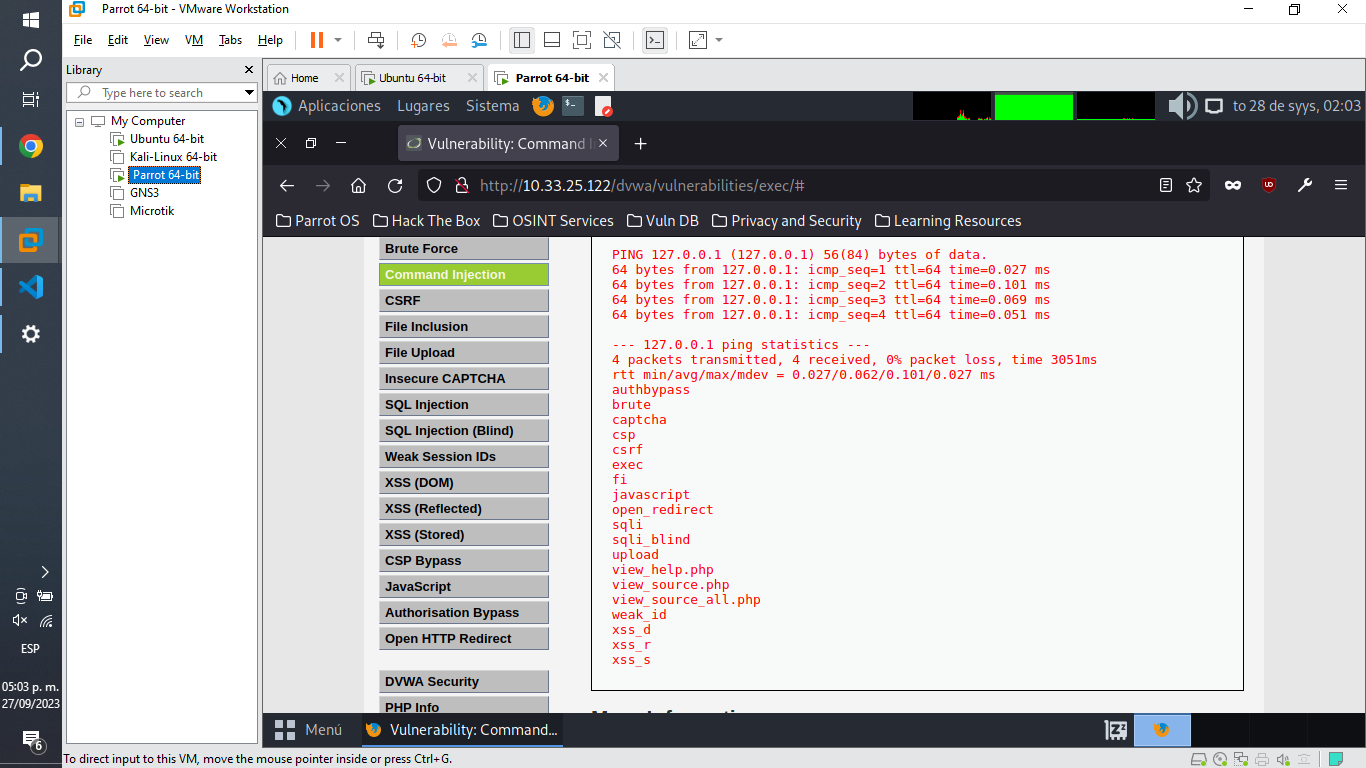 Parrot 64-bit - VMware Workstation
File Edit View VM Tabs Help
Library
Type here to search
My Computer
Ubuntu 64-bit
Kali-Linux 64-bit
Parrot 64-bit
GNS3
Microtik
Home Ubuntu 64-bit Parrot 64-bit
Aplicaciones Lugares Sistema to 28 de syys, 02:03
Vulnerability: Command
http://10.33.25.122/dvwa/vulnerabilities/exec/#
Parrot OS Hack The Box OSINT Services Vuln DB Privacy and Security Learning Resources
Brute Force
Command Injection
CSRF
File Inclusion
File Upload
Insecure CAPTCHA
SQL Injection
SQL Injection (Blind)
Weak Session IDs
XSS (DOM)
XSS (Reflected)
XSS (Stored)
CSP Bypass
JavaScript
Authorisation Bypass
Open HTTP Redirect
DVWA Security
PHP Info
PING 127.0.0.1 (127.0.0.1) 56(84) bytes of data.
64 bytes from 127.0.0.1: icmp_seq=1 ttl=64 time=0.027 ms
64 bytes from 127.0.0.1: icmp_seq=2 ttl=64 time=0.101 ms
64 bytes from 127.0.0.1: icmp_seq=3 ttl=64 time=0.069 ms
64 bytes from 127.0.0.1: icmp_seq=4 ttl=64 time=0.051 ms
--- 127.0.0.1 ping statistics ---
4 packets transmitted, 4 received, 0% packet loss, time 3051ms
rtt min/avg/max/mdev = 0.027/0.062/0.101/0.027 ms
authbypass
brute
captcha
csp
csrf
exec
fi
javascript
open_redirect
sqli
sqli_blind
upload
view_help.php
view_source.php
view_source_all.php
weak_id
xss_d
xss_r
xss_s
Menú Vulnerability: Command...
To direct input to this VM, move the mouse pointer inside or press Ctrl+G.
ESP
05:03 p. m.
27/09/2023
6